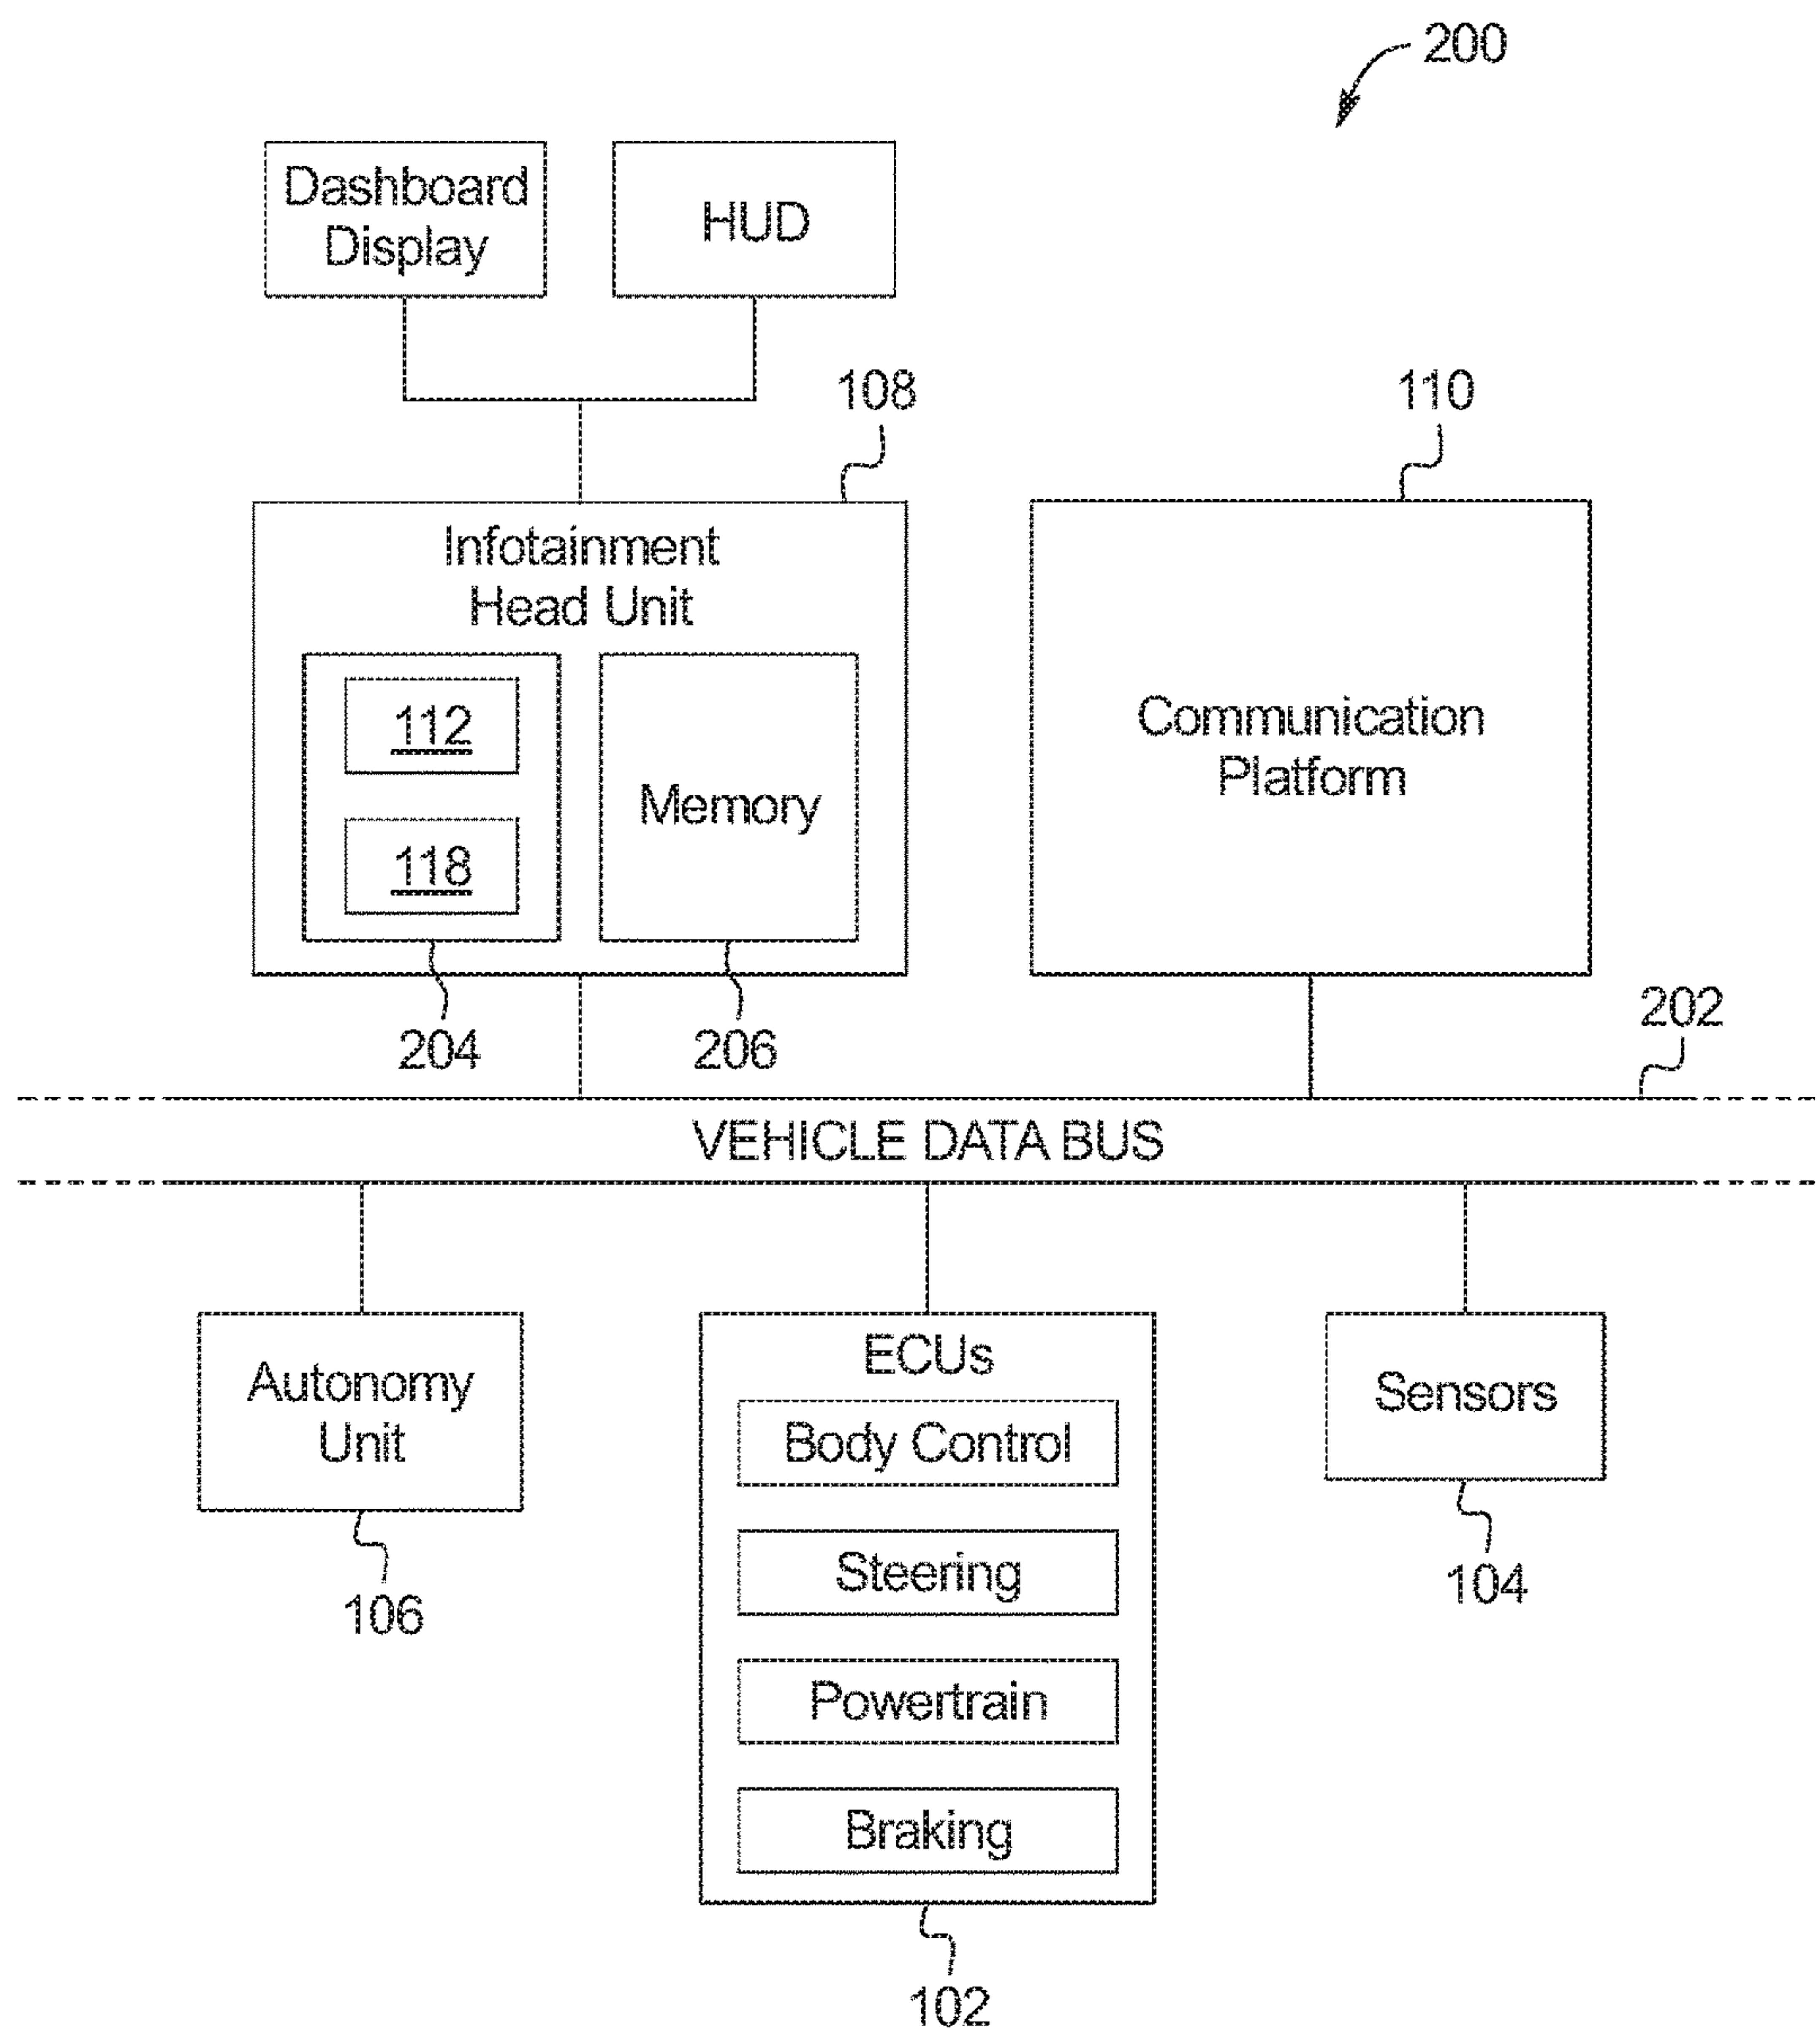 200
Dashboard
Display
HUD
108
110
Infotainment
Head Unit
112
118
Memory
Communication
Platform
204
206
202
VEHICLE DATA BUS
Autonomy
Unit
106
ECUs
Body Control
Steering
Powertrain
Braking
102
Sensors
104